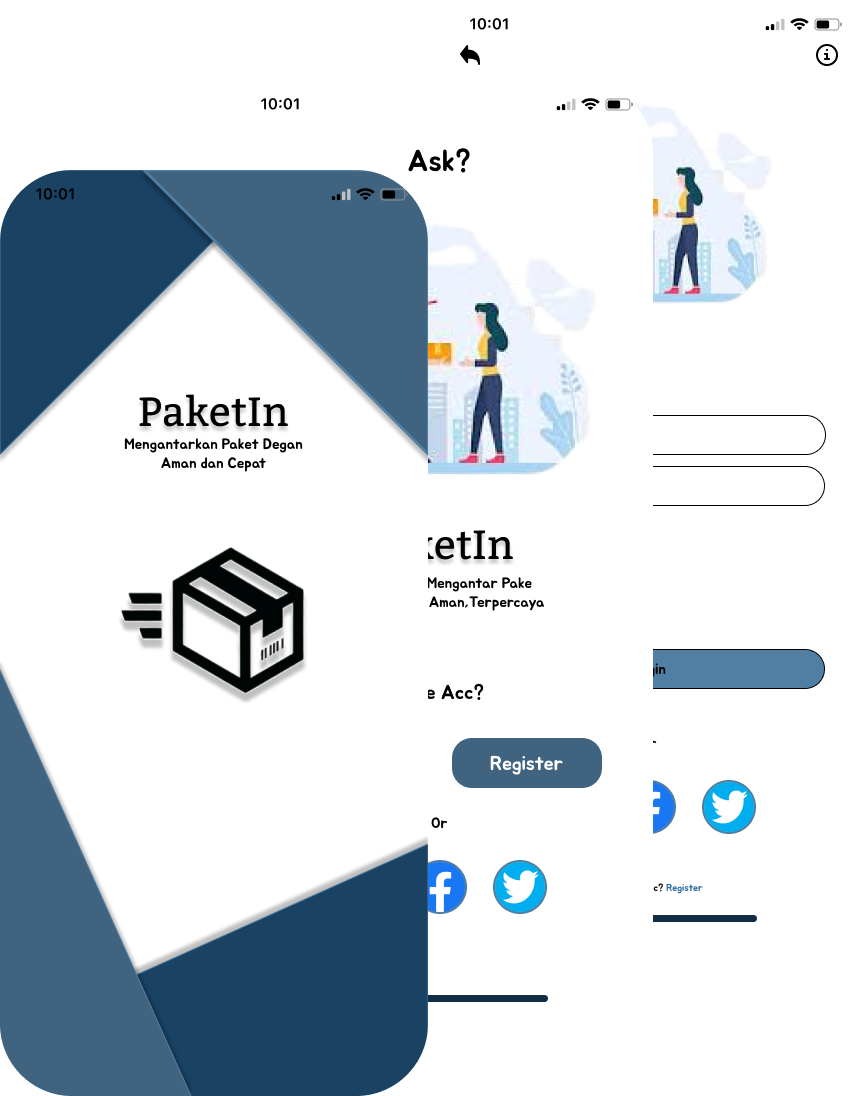 10:01
10:01
Ask?
10:01
PaketIn
Mengantarkan Paket Degan
Aman dan Cepat
ketIn
Mengantar Pake
Aman,Terpercaya
e Acc?
Register
Or
gin
c? Register